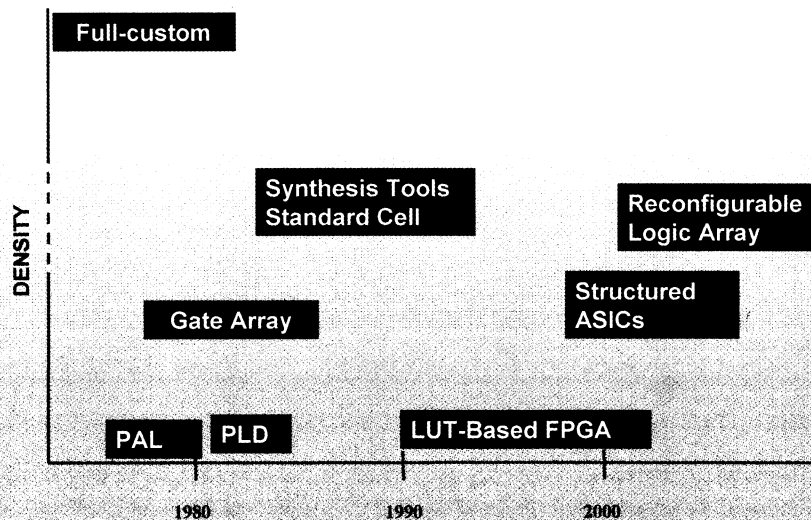 Full-custom
Synthesis Tools
Standard Cell
Reconfigurable
Logic Array
DENSITY
Structured
ASICs
Gate Array
PAL
PLD
LUT-Based FPGA
1980
1990
2000